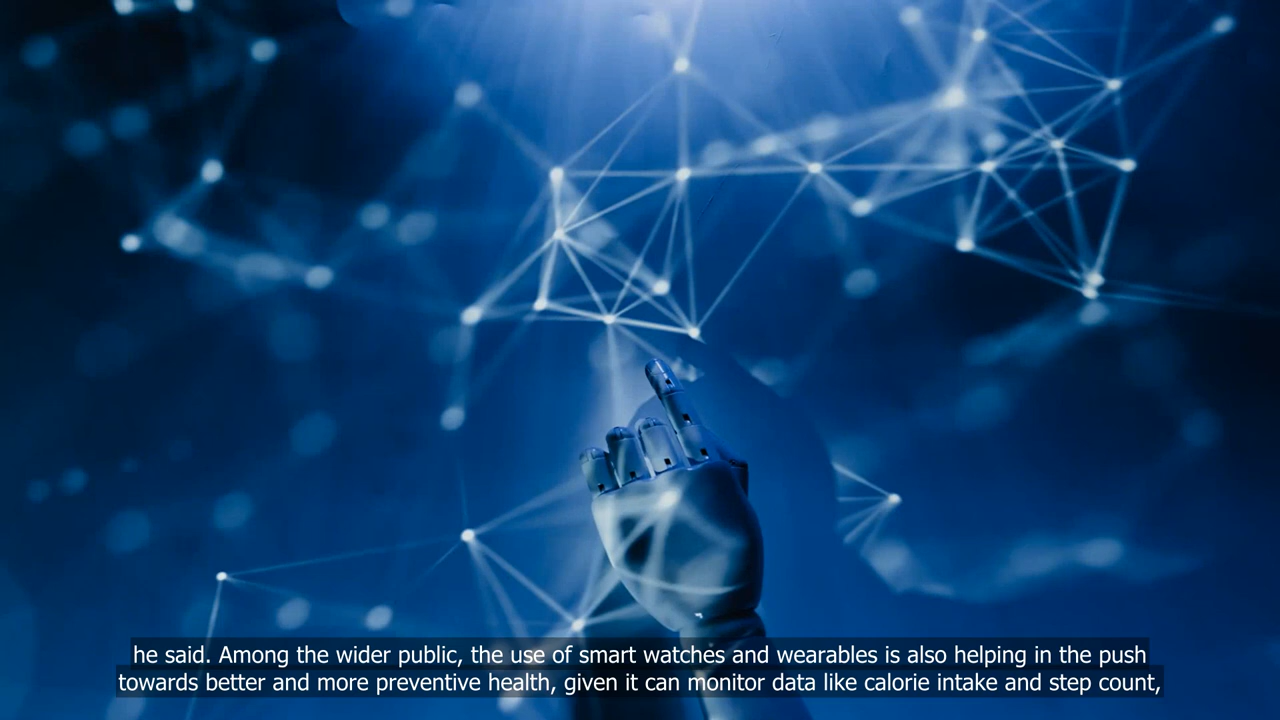 he said. Among the wider public, the use of smart watches and wearables is also helping in the push
towards better and more preventive health, given it can monitor data like calorie intake and step count,